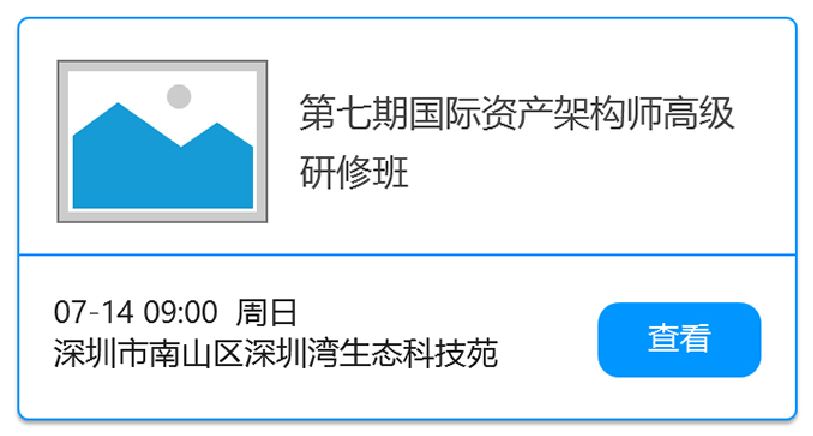 第七期国际资产架构师高级
研修班
07-14 09:00 周日
深圳市南山区深圳湾生态科技苑
查看